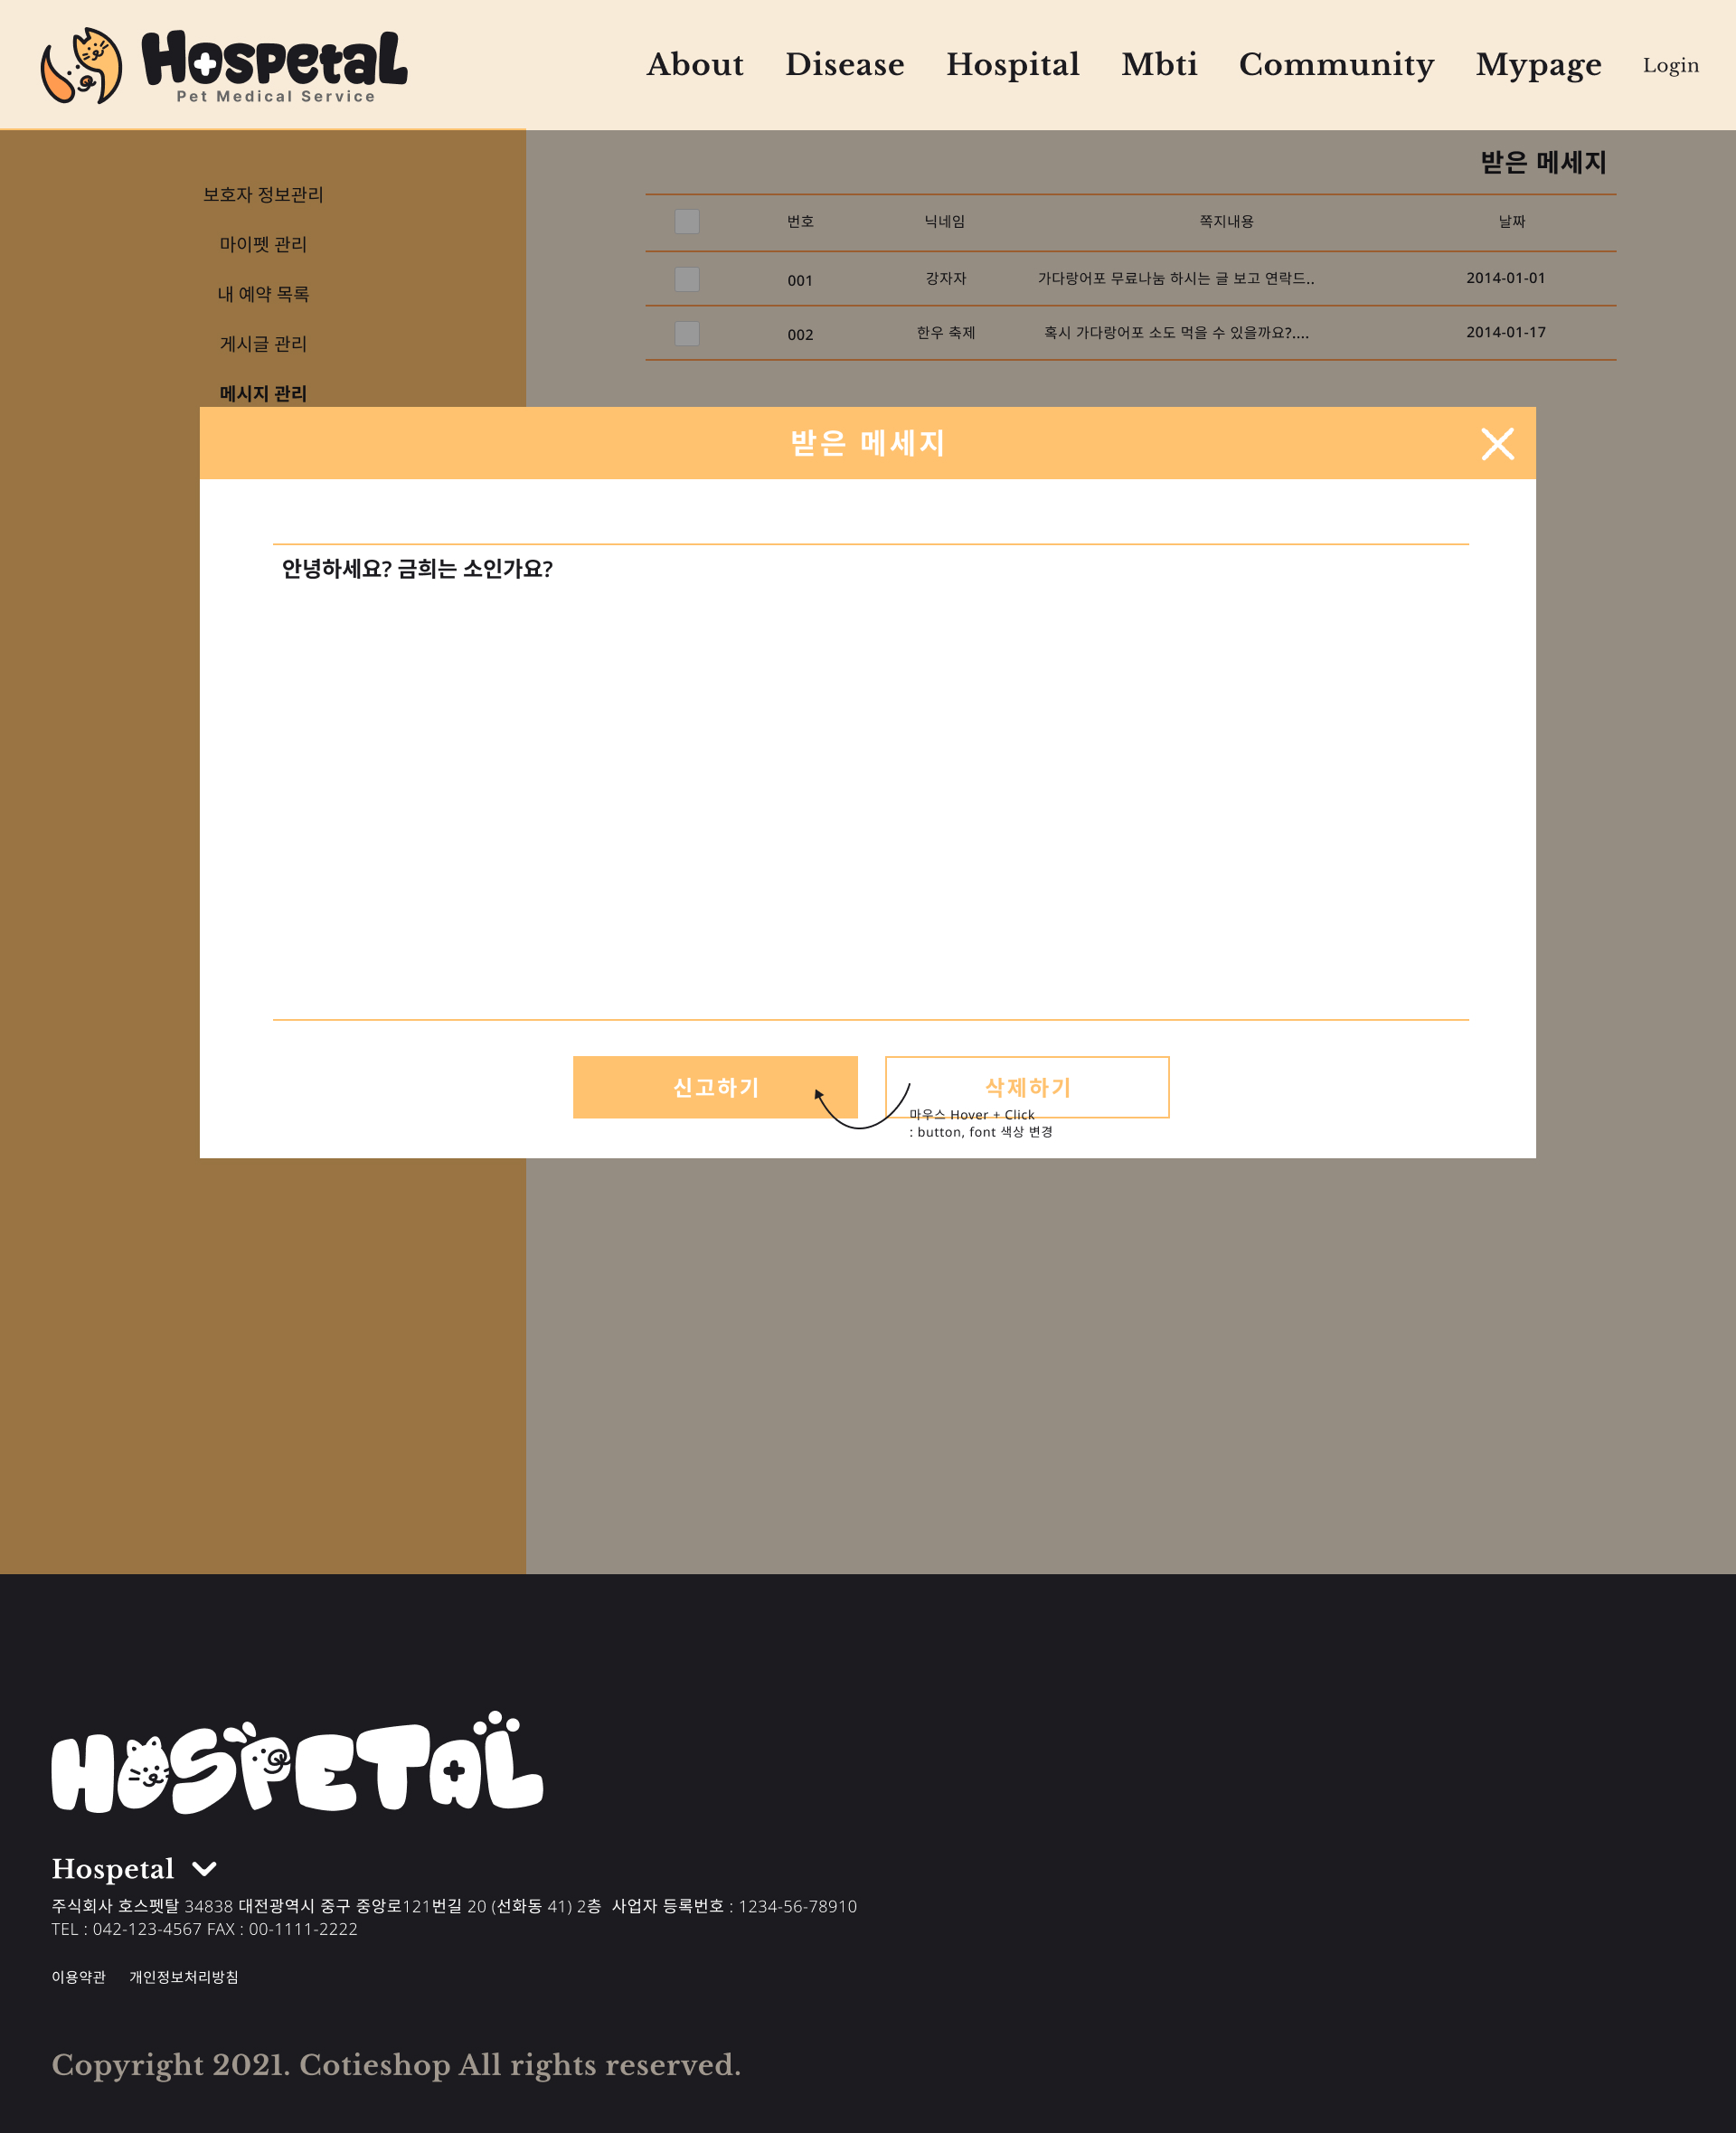 Hospetal
Pet Medical Service
About Disease Hospital Mbti Community Mypage Login
보호자 정보관리
마이펫 관리
내 예약 목록
게시글 관리
메시지 관리
받은 메세지
번호 닉네임 쪽지내용 날짜
001 강자자 가다랑어포 무료나눔 하시는 글 보고 연락드.. 2014-01-01
002 한우 축제 혹시 가다랑어포 소도 먹을 수 있을까요?.... 2014-01-17
받은 메세지
안녕하세요? 금희는 소인가요?
신고하기 삭제하기
마우스 Hover + Click
: button, font 색상 변경
HOSPETAL
Hospetal
주식회사 호스펫탈 34838 대전광역시 중구 중앙로121번길 20 (선화동 41) 2층 사업자 등록번호 : 1234-56-78910
TEL : 042-123-4567 FAX : 00-1111-2222
이용약관 개인정보처리방침
Copyright 2021. Cotieshop All rights reserved.